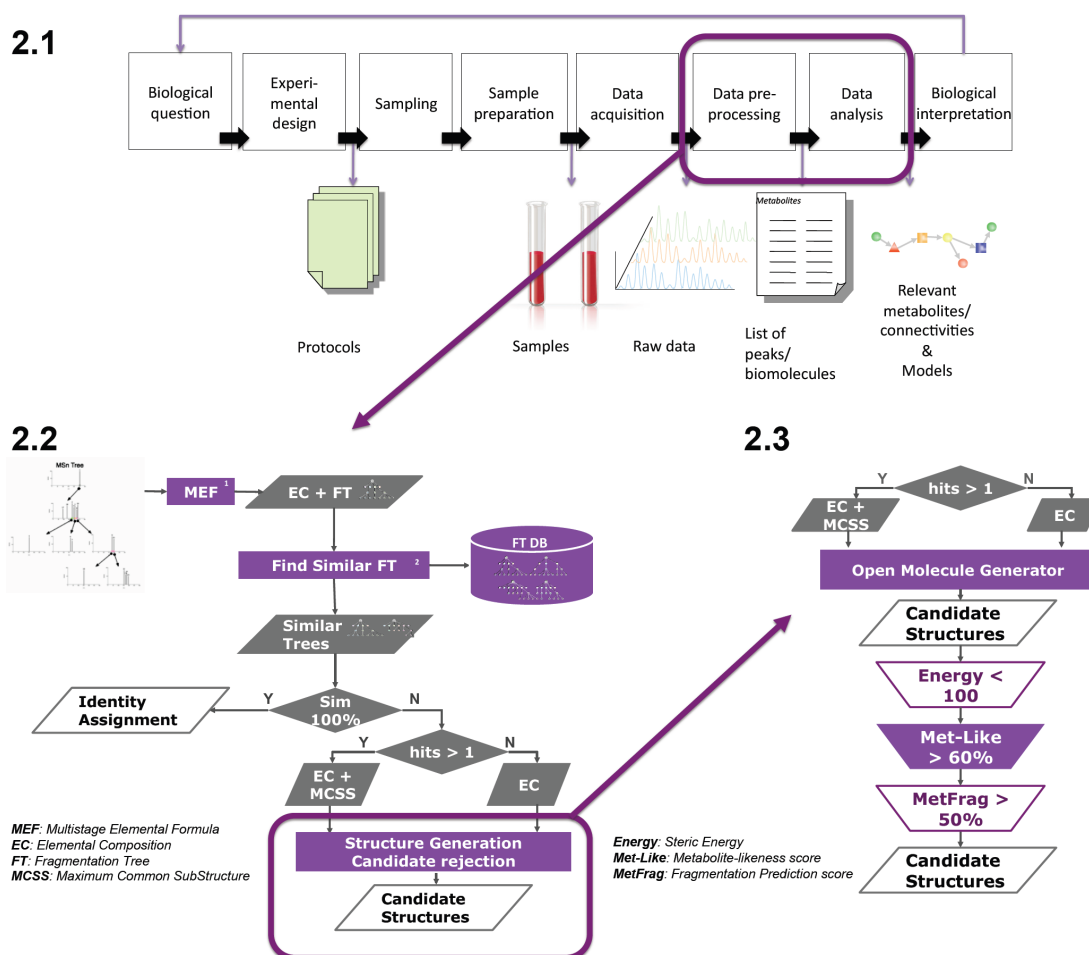 2.1
Biological
question
Experi-
mental
design
Sampling
Sample
preparation
Data
acquisition
Data pre-
processing
Data
analysis
Biological
interpretation
Protocols
Samples
Raw data
Metabolites
List of
peaks/
biomolecules
Relevant
metabolites/
connectivities
&
Models
2.2
MSn Tree
MEF 1
EC + FT
Find Similar FT 2
FT DB
Similar
Trees
Sim
100%
Y
N
Identity
Assignment
hits > 1
Y
N
EC +
MCSS
EC
Structure Generation
Candidate rejection
Candidate
Structures
MEF: Multistage Elemental Formula
EC: Elemental Composition
FT: Fragmentation Tree
MCSS: Maximum Common SubStructure
2.3
Y
hits > 1
N
EC +
MCSS
EC
Open Molecule Generator
Candidate
Structures
Energy <
100
Met-Like
> 60%
MetFrag >
50%
Candidate
Structures
Energy: Steric Energy
Met-Like: Metabolite-likeness score
MetFrag: Fragmentation Prediction score